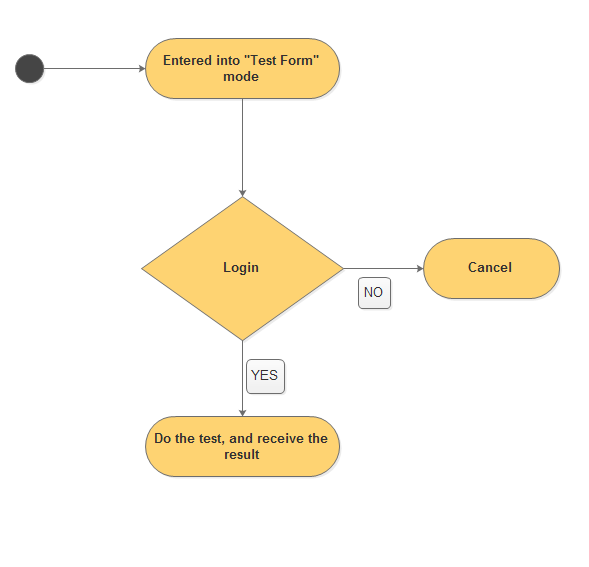 Entered into "Test Form"
mode
Login
Cancel
NO
YES
Do the test, and receive the
result